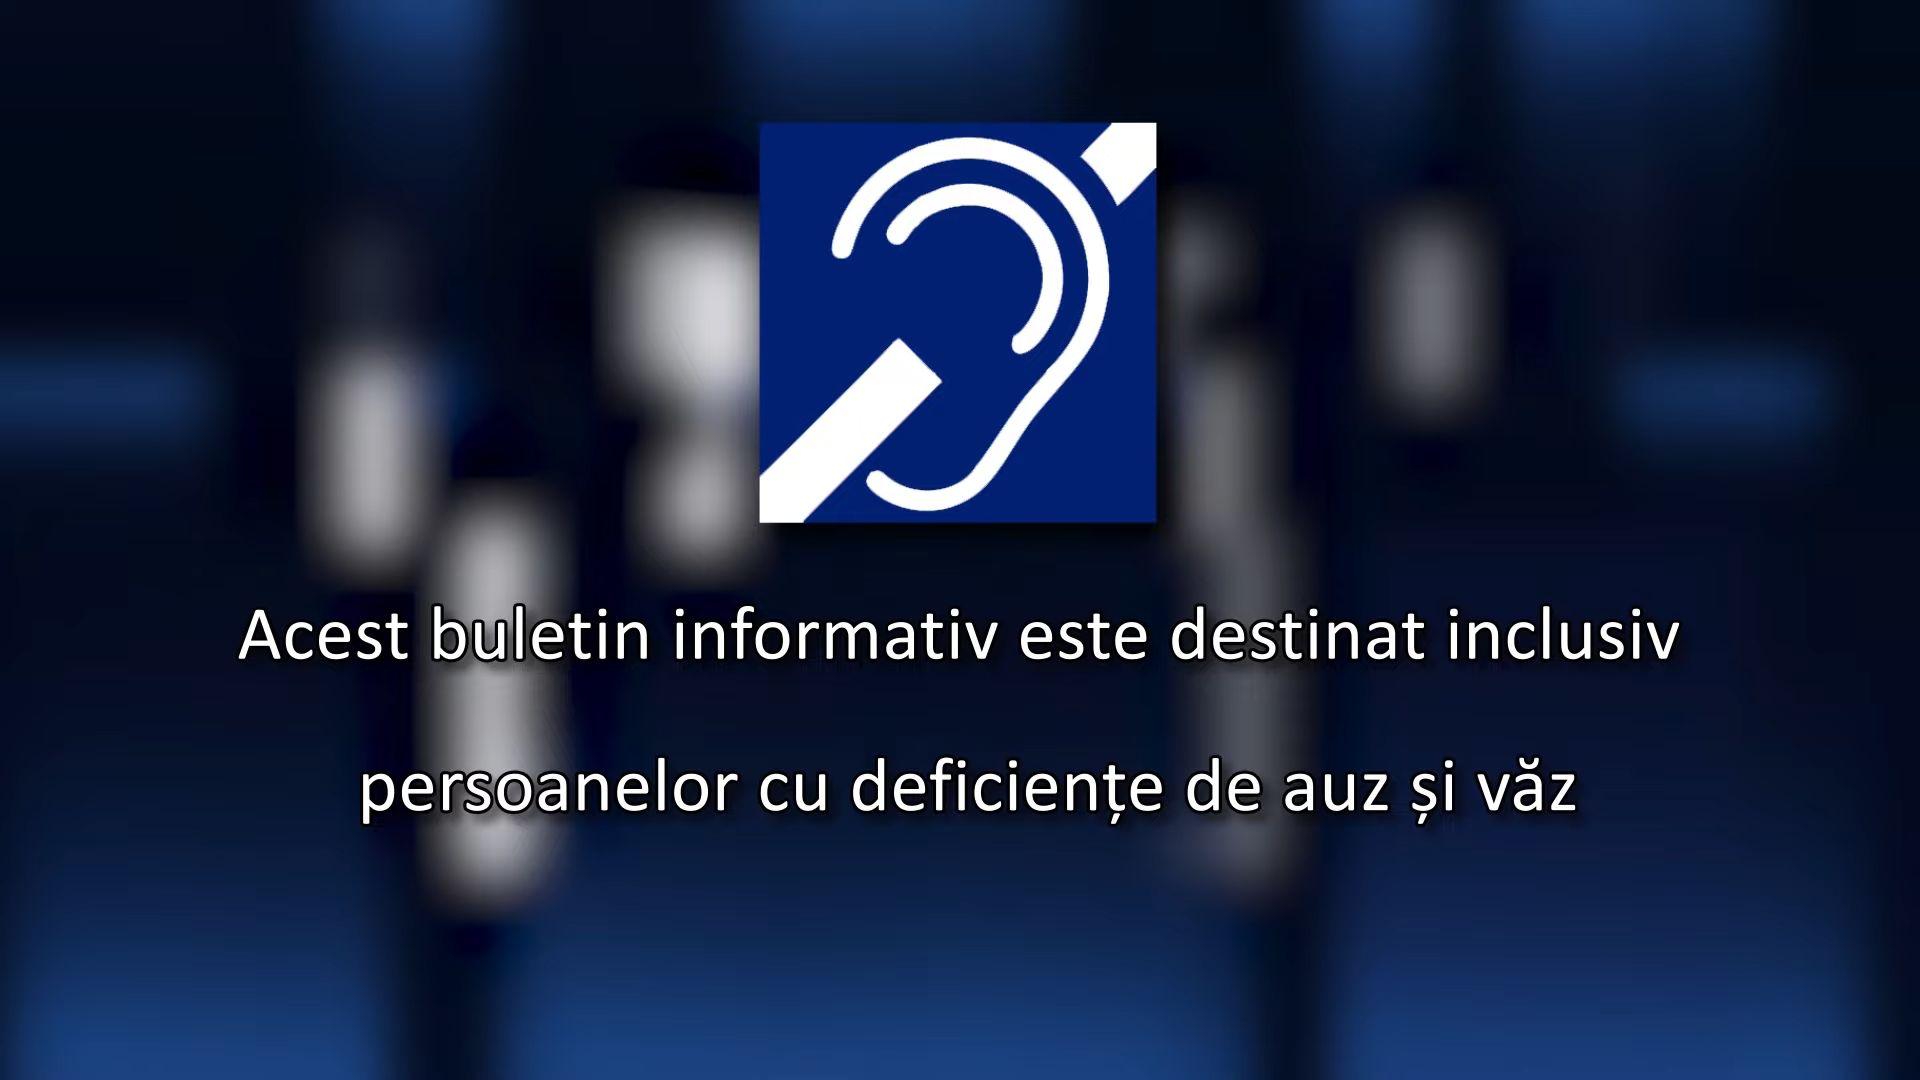 Acest buletin informativ este destinat inclusiv
persoanelor cu deficiențe de auz și văz